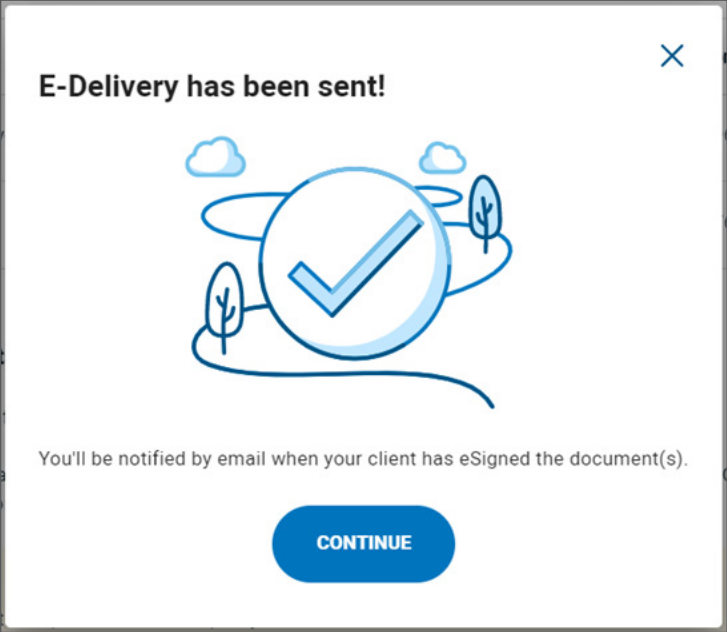 E-Delivery has been sent!
You'll be notified by email when your client has eSigned the document(s).
CONTINUE